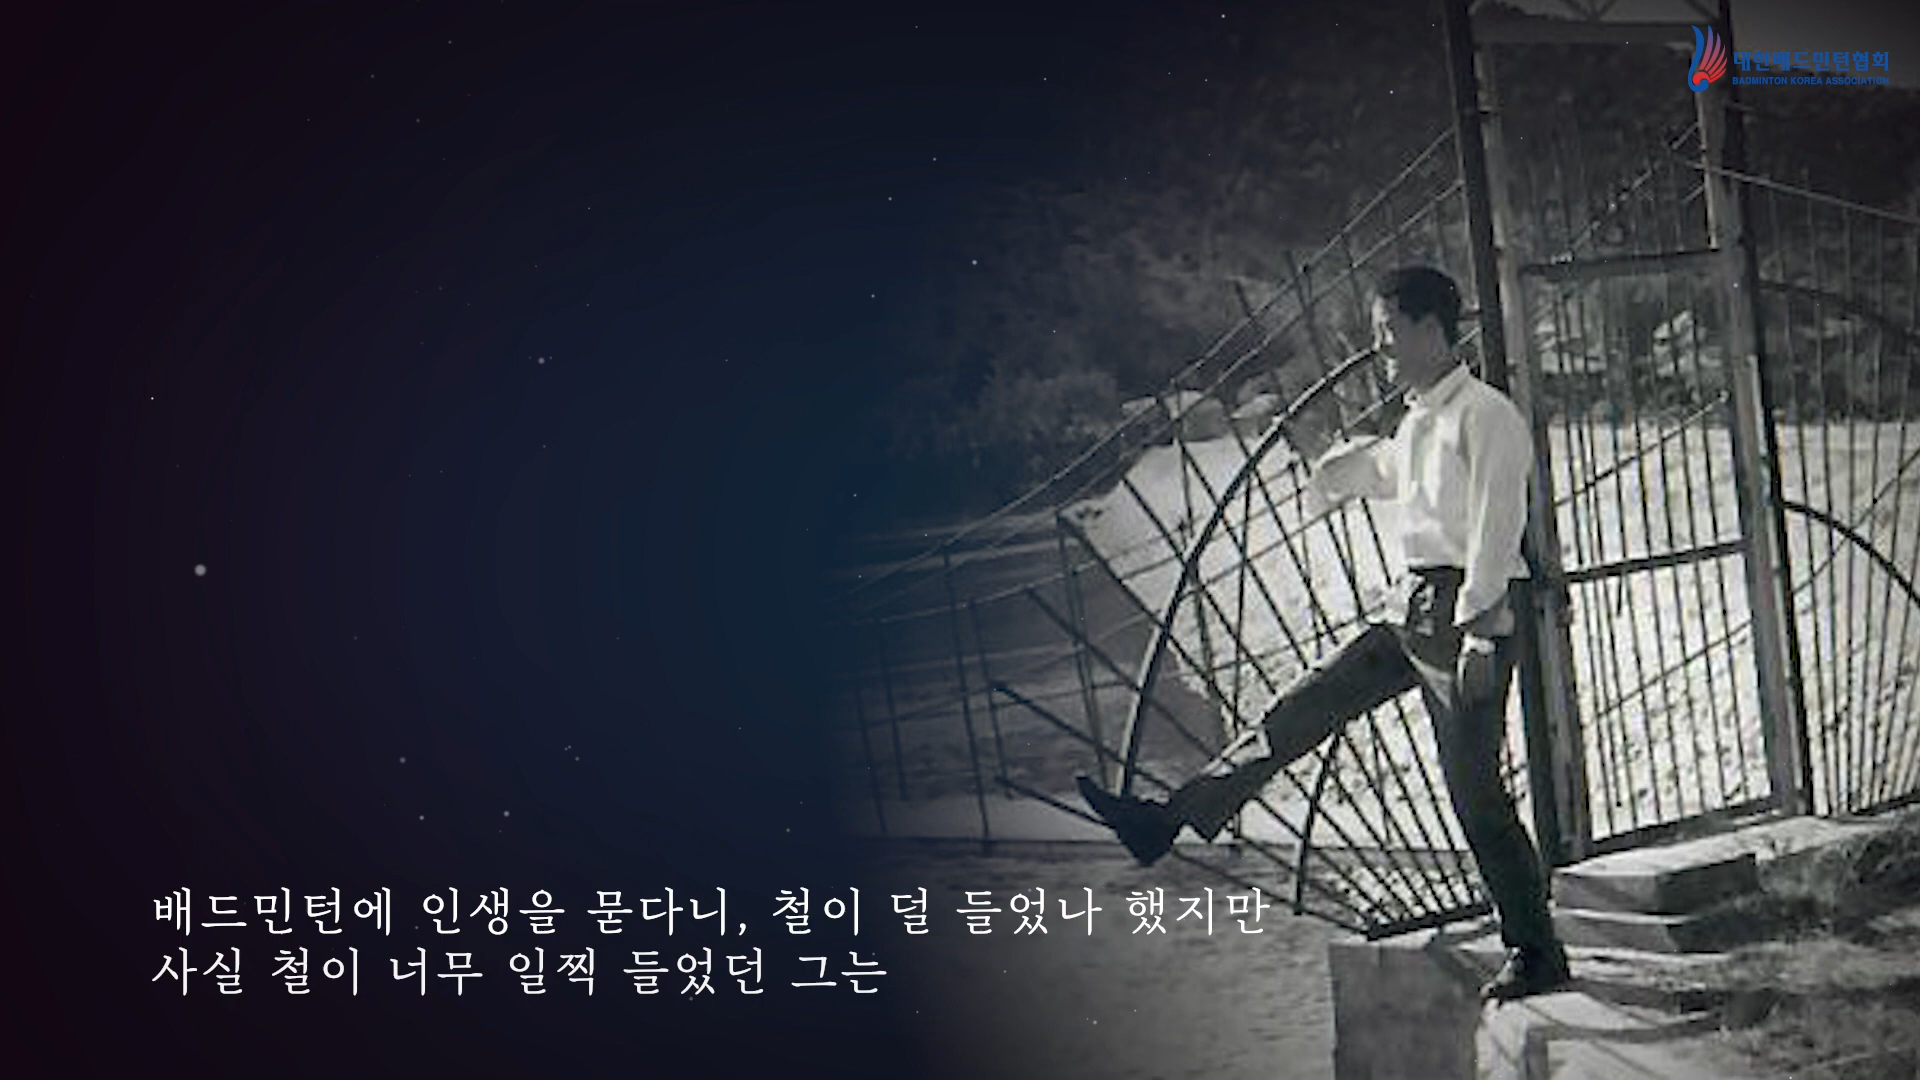 대한배드민턴협회
BADMINTON KOREA ASSOCIATION
배드민턴에 인생을 묻다니, 철이 덜 들었나 했지만
사실 철이 너무 일찍 들었던 그는